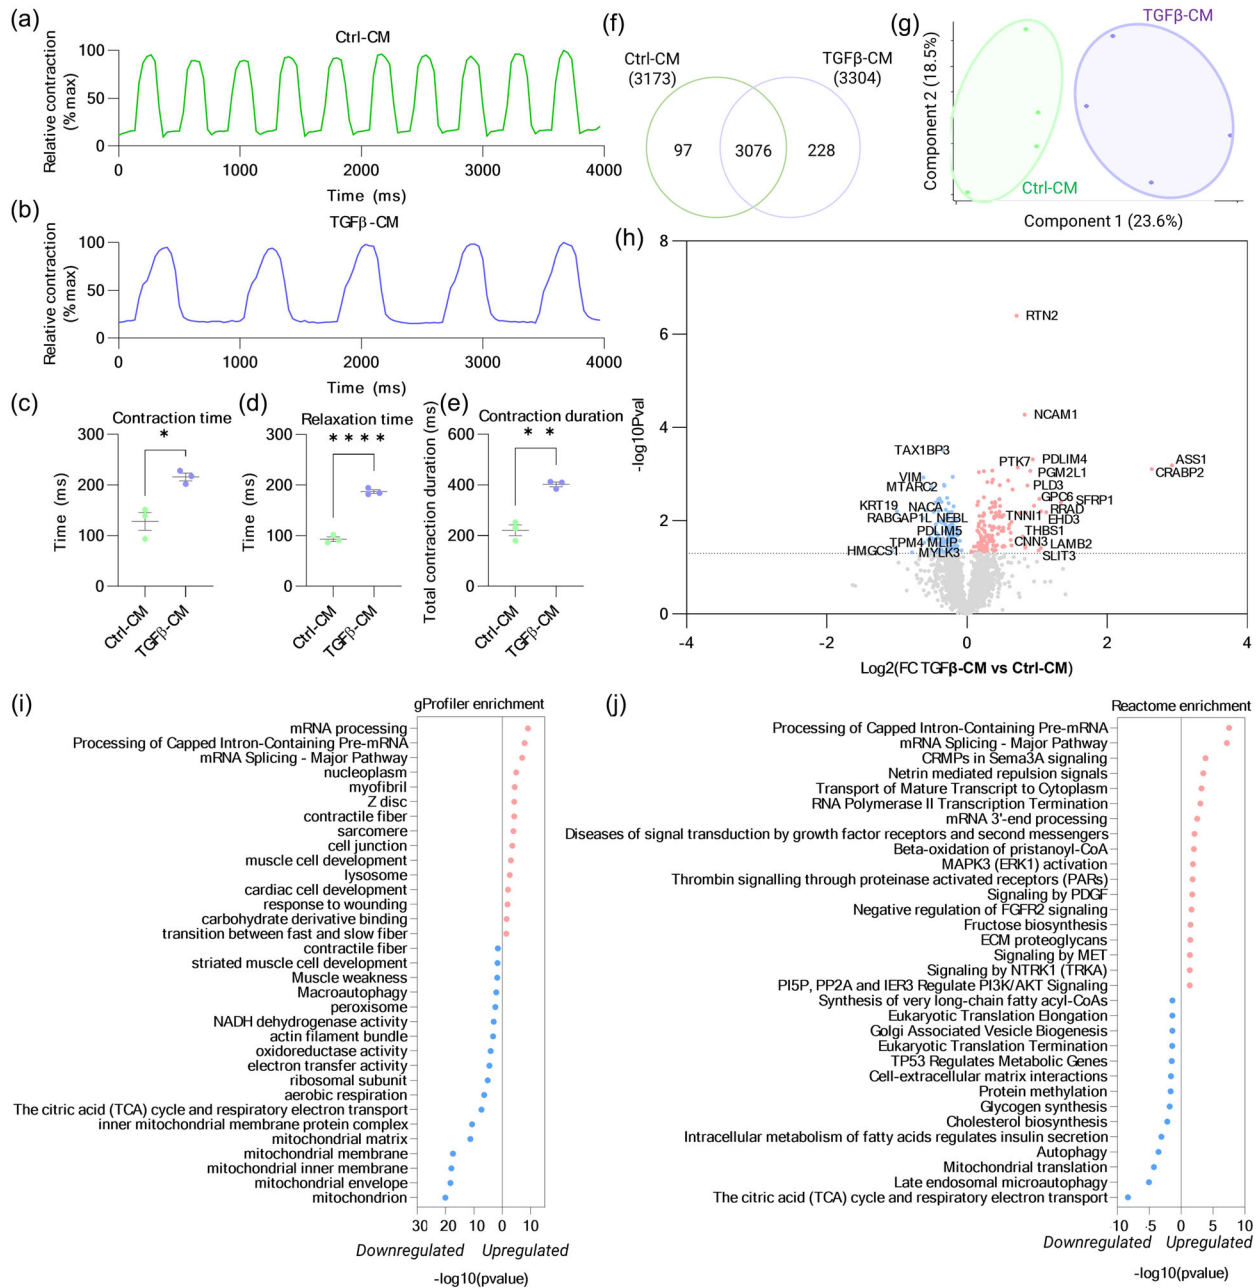 (a)
Ctrl-CM
Relative contraction
(%max)
100
50
0
0 1000 2000 3000 4000
Time (ms)
(b)
TGFβ-CM
Relative contraction
(%max)
100
50
0
0 1000 2000 3000 4000
Time (ms)
(c)
Contraction time
*
Time (ms)
300
200
100
0
Ctrl-CM
TGFβ-CM
(d)
Relaxation time
****
Time (ms)
300
200
100
0
Ctrl-CM
TGFβ-CM
(e)
Contraction duration
**
Total contraction duration (ms)
600
400
200
0
Ctrl-CM
TGFβ-CM
(f)
Ctrl-CM
(3173)
TGFβ-CM
(3304)
97 3076 228
(g)
TGFβ-CM
Ctrl-CM
Component 2 (18.5%)
Component 1 (23.6%)
(h)
-log10Pval
8
6
4
2
0
RTN2
NCAM1
TAX1BP3
PTK7
PDLIM4
ASS1
PGM2L1
CRABP2
VIM
MTARC2
PLD3
GPC6
SFRP1
KRT19
NACA
RRAD
RABGAP1L
NEBL
TNNI1
EHD3
PDLIM5
THBS1
TPM4
MLIP
CNN3
LAMB2
HMGCS1
MYLK3
SLIT3
-4 -2 0 2 4
Log2(FC TGFβ-CM vs Ctrl-CM)
(i)
gProfiler enrichment
mRNA processing
Processing of Capped Intron-Containing Pre-mRNA
mRNA Splicing - Major Pathway
nucleoplasm
myofibril
Z disc
contractile fiber
sarcomere
cell junction
muscle cell development
lysosome
cardiac cell development
response to wounding
carbohydrate derivative binding
transition between fast and slow fiber
contractile fiber
striated muscle cell development
Muscle weakness
Macroautophagy
peroxisome
NADH dehydrogenase activity
actin filament bundle
oxidoreductase activity
electron transfer activity
ribosomal subunit
aerobic respiration
The citric acid (TCA) cycle and respiratory electron transport
inner mitochondrial membrane protein complex
mitochondrial matrix
mitochondrial membrane
mitochondrial inner membrane
mitochondrial envelope
mitochondrion
30 20 10 0 10
Downregulated Upregulated
-log10(pvalue)
(j)
Reactome enrichment
Processing of Capped Intron-Containing Pre-mRNA
mRNA Splicing - Major Pathway
CRMPs in Sema3A signaling
Netrin mediated repulsion signals
Transport of Mature Transcript to Cytoplasm
RNA Polymerase II Transcription Termination
mRNA 3'-end processing
Diseases of signal transduction by growth factor receptors and second messengers
Beta-oxidation of pristanoyl-CoA
MAPK3 (ERK1) activation
Thrombin signalling through proteinase activated receptors (PARs)
Signaling by PDGF
Negative regulation of FGFR2 signaling
Fructose biosynthesis
ECM proteoglycans
Signaling by MET
Signaling by NTRK1 (TRKA)
PI5P, PP2A and IER3 Regulate PI3K/AKT Signaling
Synthesis of very long-chain fatty acyl-CoAs
Eukaryotic Translation Elongation
Golgi Associated Vesicle Biogenesis
Eukaryotic Translation Termination
TP53 Regulates Metabolic Genes
Cell-extracellular matrix interactions
Protein methylation
Glycogen synthesis
Cholesterol biosynthesis
Intracellular metabolism of fatty acids regulates insulin secretion
Autophagy
Mitochondrial translation
Late endosomal microautophagy
The citric acid (TCA) cycle and respiratory electron transport
-10 -5 0 5 10
Downregulated Upregulated
-log10(pvalue)